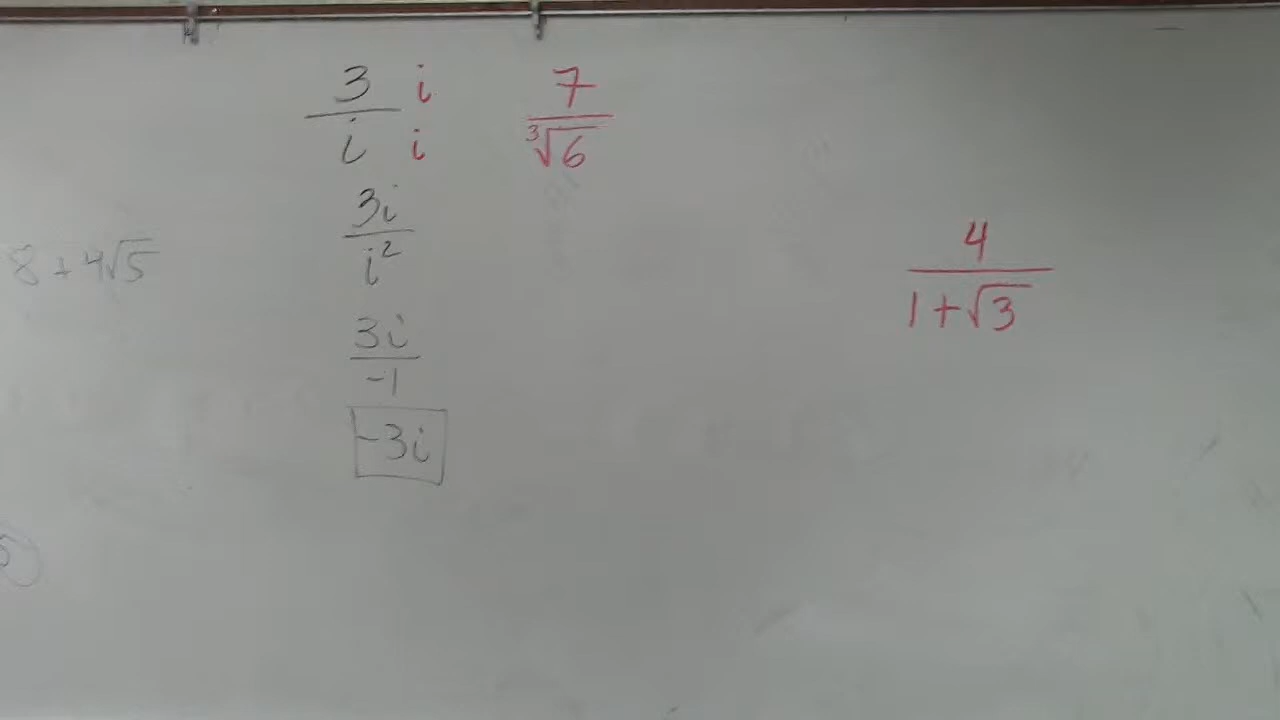 8 + 4√5
3 i
i i
3i
i²
3i
-1
-3i
7
∛6
4
1 + √3